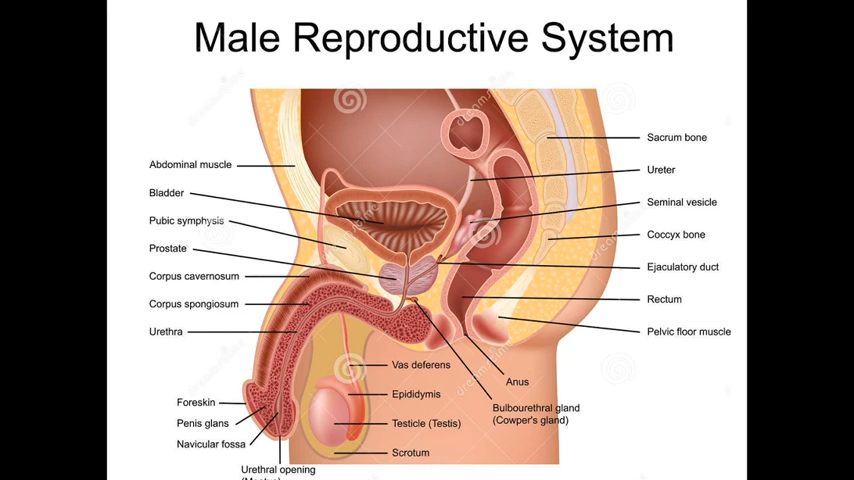 Male Reproductive System
Abdominal muscle
Bladder
Pubic symphysis
Prostate
Corpus cavernosum
Corpus spongiosum
Urethra
Foreskin
Penis glans
Navicular fossa
Urethral opening
Vas deferens
Epididymis
Testicle (Testis)
Scrotum
Sacrum bone
Ureter
Seminal vesicle
Coccyx bone
Ejaculatory duct
Rectum
Pelvic floor muscle
Anus
Bulbourethral gland
(Cowper's gland)